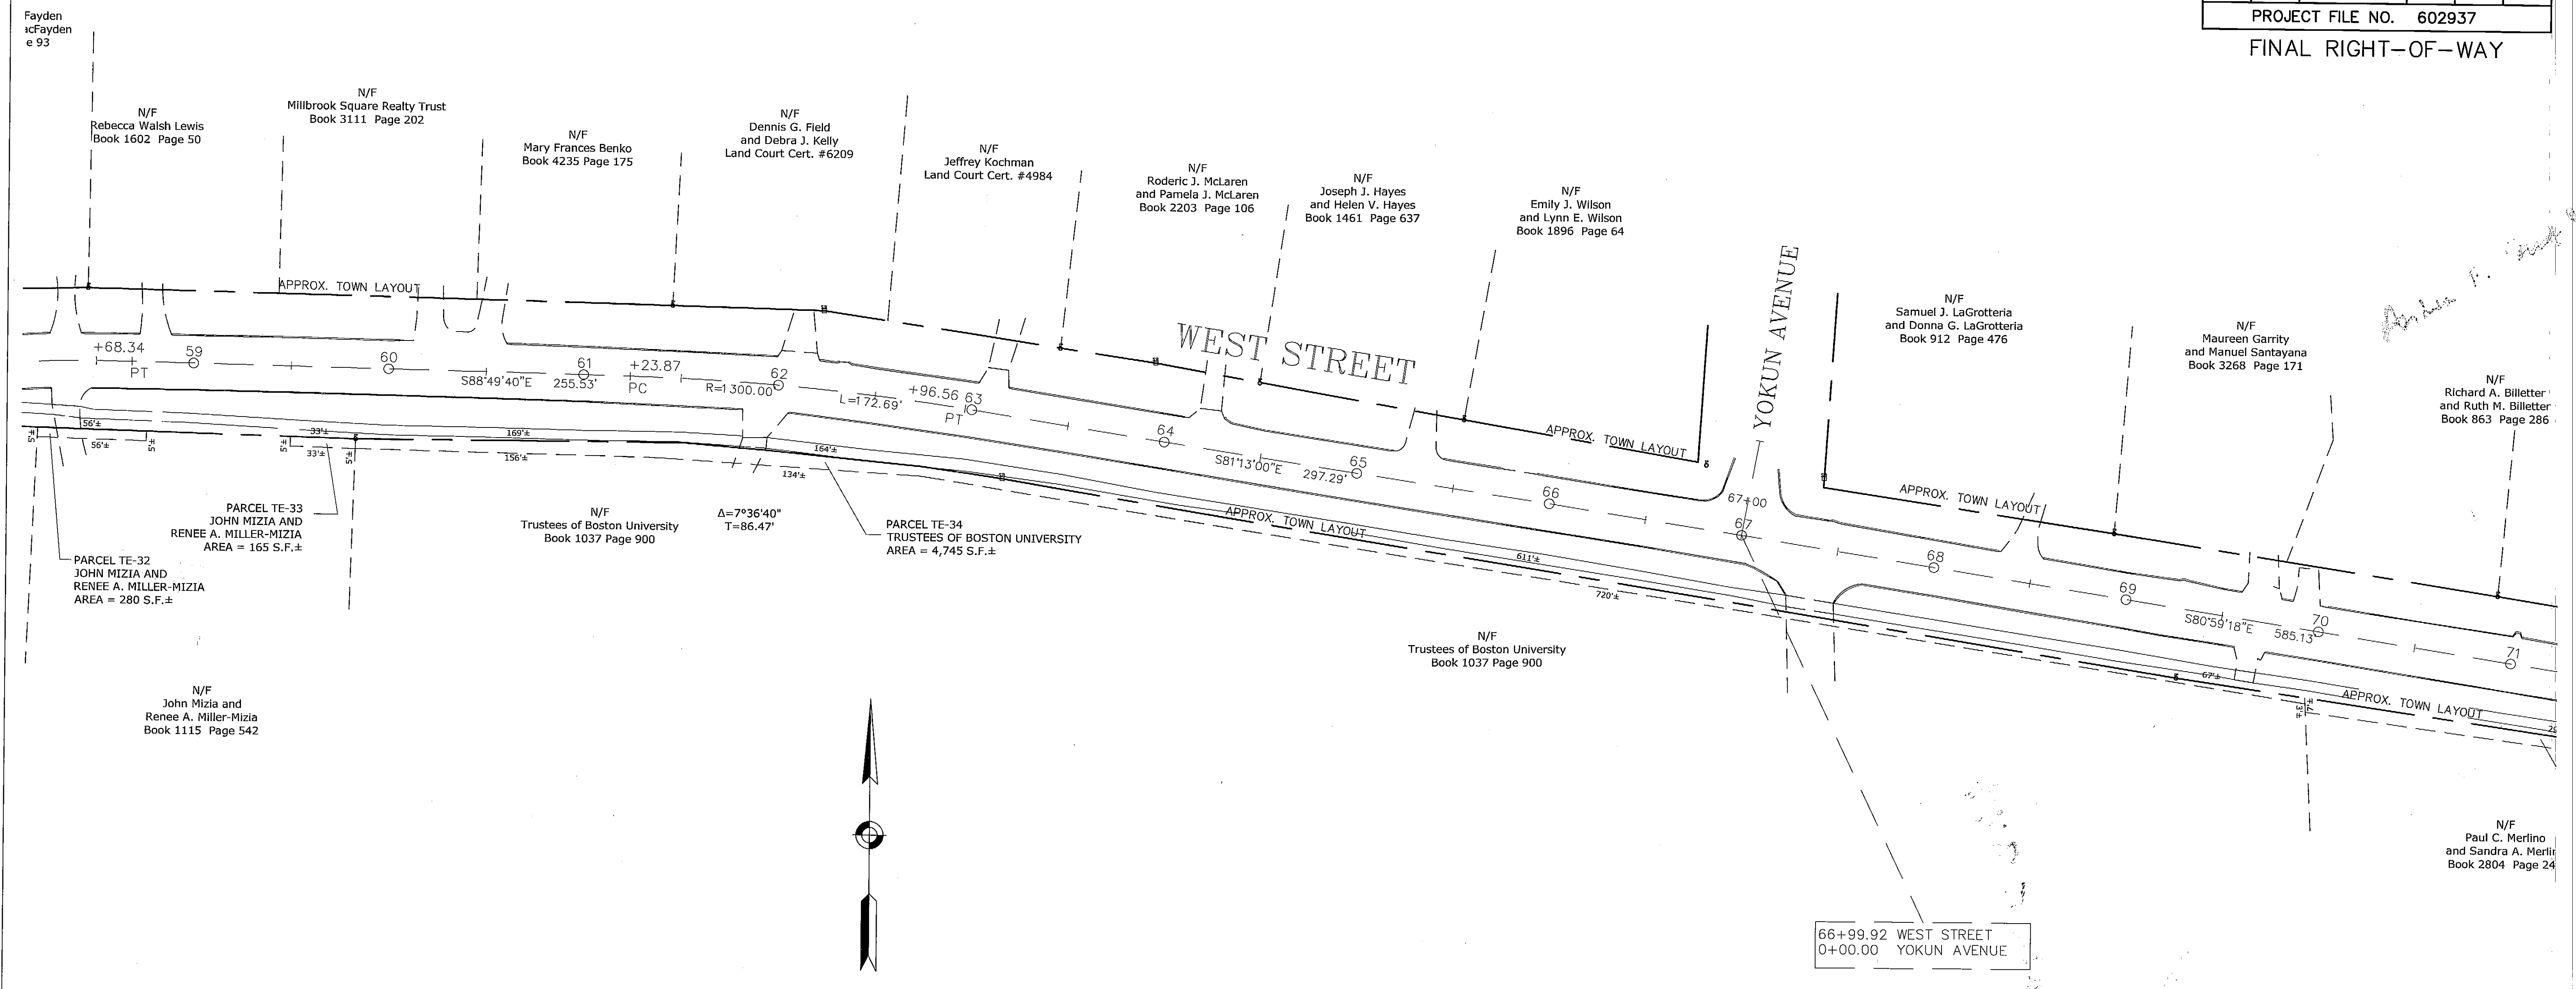 Fayden
acFayden
e 93
PROJECT FILE NO. 602937
FINAL RIGHT-OF-WAY
N/F
Rebecca Walsh Lewis
Book 1602 Page 50
N/F
Millbrook Square Realty Trust
Book 3111 Page 202
N/F
Mary Frances Benko
Book 4235 Page 175
N/F
Dennis G. Field
and Debra J. Kelly
Land Court Cert. #6209
N/F
Jeffrey Kochman
Land Court Cert. #4984
N/F
Roderic J. McLaren
and Pamela J. McLaren
Book 2203 Page 106
N/F
Joseph J. Hayes
and Helen V. Hayes
Book 1461 Page 637
N/F
Emily J. Wilson
and Lynn E. Wilson
Book 1896 Page 64
YOKUN AVENUE
N/F
Samuel J. LaGrotteria
and Donna G. LaGrotteria
Book 912 Page 476
N/F
Maureen Garrity
and Manuel Santayana
Book 3268 Page 171
N/F
Richard A. Billetter
and Ruth M. Billetter
Book 863 Page 286
APPROX. TOWN LAYOUT
WEST STREET
APPROX. TOWN LAYOUT
APPROX. TOWN LAYOUT
+68.34
PT
59
60
S88°49'40"E 255.53'
61
+23.87
PC
R=1300.00'
62
L=172.69'
+96.56
PT
63
64
S81°13'00"E 297.29'
65
66
67+00
67
68
69
S80°59'18"E 585.13'
70
71
56'±
5'±
56'±
5'±
33'±
5'±
33'±
5'±
169'±
156'±
164'±
134'±
APPROX. TOWN LAYOUT
611'±
720'±
67'±
3'±
7'±
APPROX. TOWN LAYOUT
PARCEL TE-33
JOHN MIZIA AND
RENEE A. MILLER-MIZIA
AREA = 165 S.F.±
PARCEL TE-32
JOHN MIZIA AND
RENEE A. MILLER-MIZIA
AREA = 280 S.F.±
N/F
Trustees of Boston University
Book 1037 Page 900
Δ=7°36'40"
T=86.47'
PARCEL TE-34
TRUSTEES OF BOSTON UNIVERSITY
AREA = 4,745 S.F.±
N/F
Trustees of Boston University
Book 1037 Page 900
N/F
John Mizia and
Renee A. Miller-Mizia
Book 1115 Page 542
N/F
Paul C. Merlino
and Sandra A. Merlin
Book 2804 Page 24
66+99.92 WEST STREET
0+00.00 YOKUN AVENUE